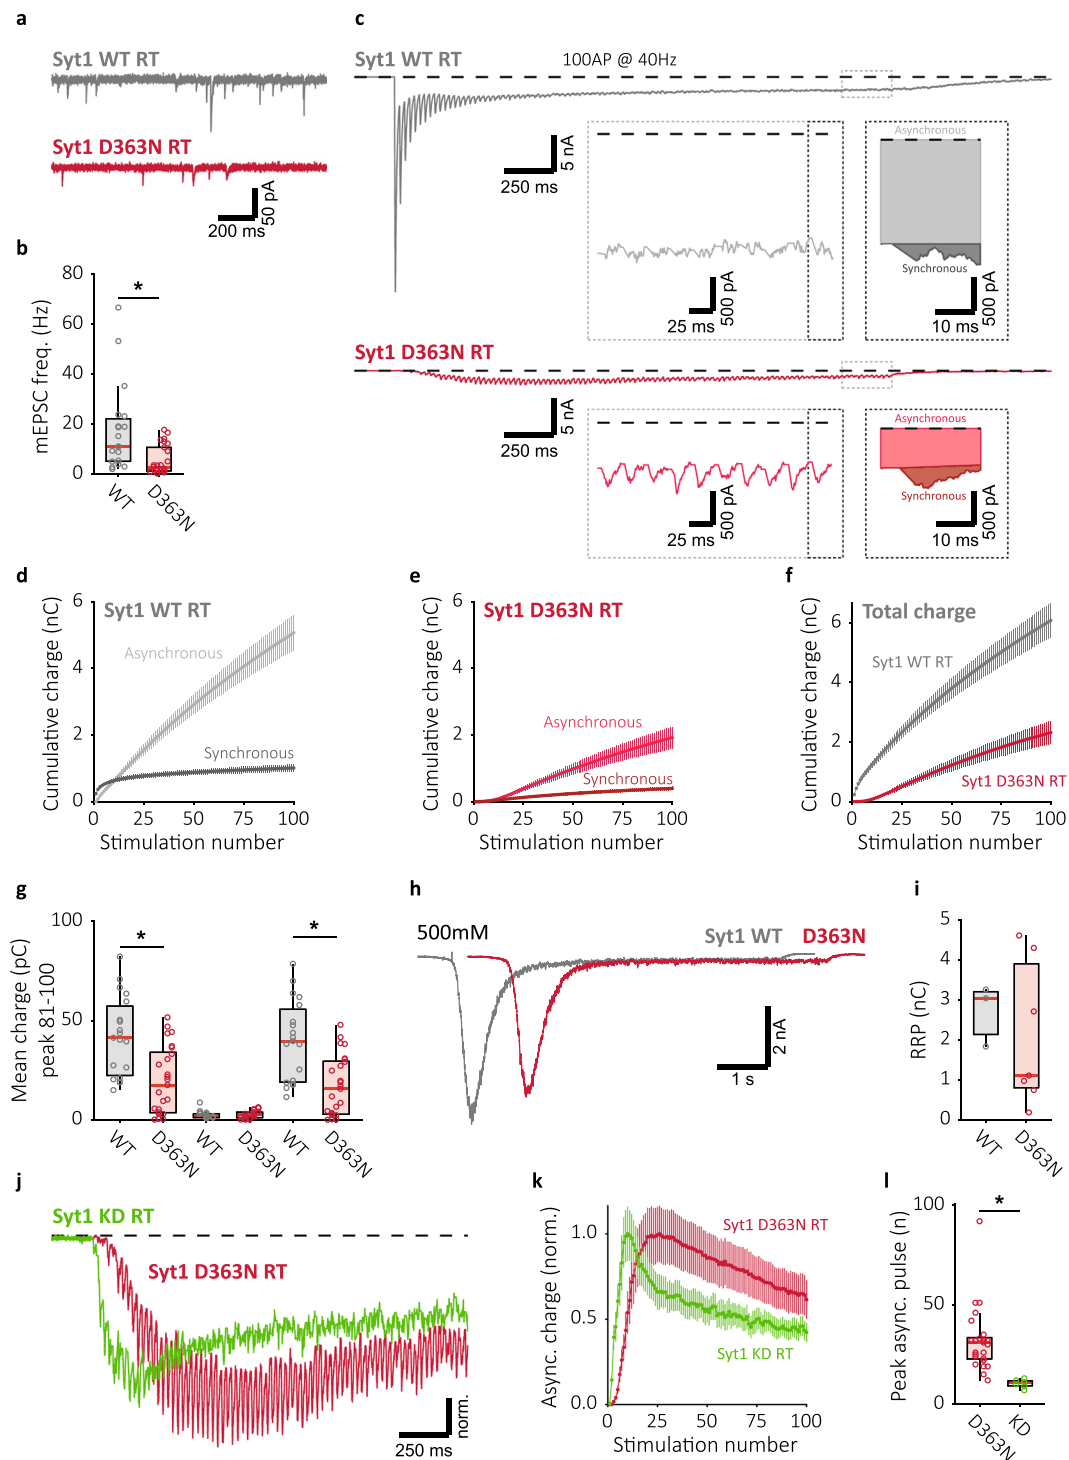 a
Syt1 WT RT
Syt1 D363N RT
50 pA
200 ms
b
mEPSC freq. (Hz)
80
60
40
20
0
*
WT
D363N
c
Syt1 WT RT
100AP @ 40Hz
5 nA
250 ms
500 pA
25 ms
Asynchronous
Synchronous
500 pA
10 ms
Syt1 D363N RT
5 nA
250 ms
500 pA
25 ms
Asynchronous
Synchronous
500 pA
10 ms
d
Syt1 WT RT
Cumulative charge (nC)
6
4
2
0
Asynchronous
Synchronous
0 25 50 75 100
Stimulation number
e
Syt1 D363N RT
Cumulative charge (nC)
6
4
2
0
Asynchronous
Synchronous
25 50 75 100
Stimulation number
f
Total charge
Cumulative charge (nC)
6
4
2
0
Syt1 WT RT
Syt1 D363N RT
0 25 50 75 100
Stimulation number
g
Mean charge (pC)
peak 81-100
100
50
0
*
*
WT
D363N
WT
D363N
WT
D363N
h
500mM
Syt1 WT
D363N
2 nA
1 s
i
RRP (nC)
5
4
3
2
1
0
WT
D363N
j
Syt1 KD RT
Syt1 D363N RT
norm.
250 ms
k
Async. charge (norm.)
1.0
0.5
0.0
Syt1 D363N RT
Syt1 KD RT
0 25 50 75 100
Stimulation number
l
Peak async. pulse (n)
100
50
0
*
D363N
KD